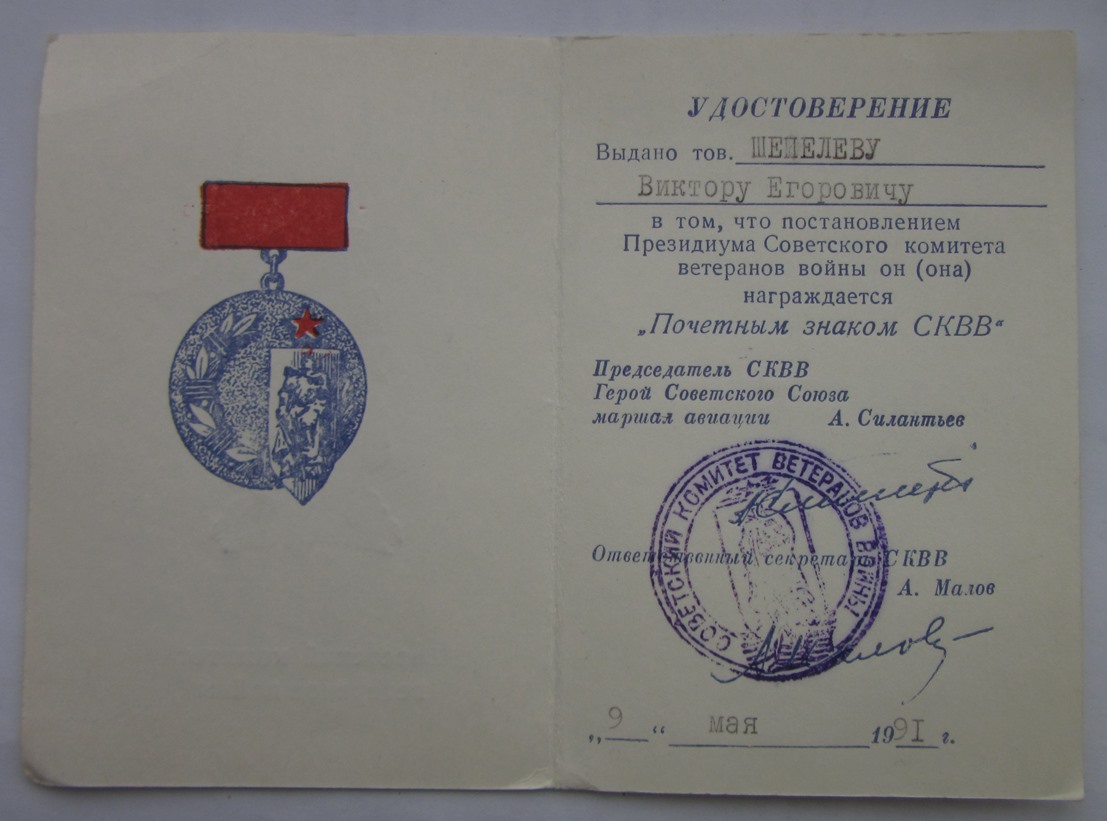 УДОСТОВЕРЕНИЕ
Выдано тов. ШЕПЕЛЕВУ
Виктору Егоровичу
в том, что постановлением
Президиума Советского комитета
ветеранов войны он (она)
награждается
„Почетным знаком СКВВ“
Председатель СКВВ
Герой Советского Союза
маршал авиации А. Силантьев
СОВЕТСКИЙ КОМИТЕТ ВЕТЕРАНОВ ВОЙНЫ
Ответственный секретарь СКВВ
А. Малов
„9“ мая 1991 г.